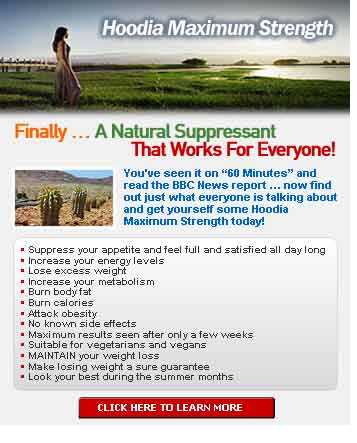 Hoodia Maximum Strength
Finally ... A Natural Suppressant
That Works For Everyone!
You've seen it on "60 Minutes" and
read the BBC News report ... now find
out just what everyone is talking about
and get yourself some Hoodia
Maximum Strength today!
Suppress your appetite and feel full and satisfied all day long
Increase your energy levels
Lose excess weight
Increase your metabolism
Burn body fat
Burn calories
Attack obesity
No known side effects
Maximum results seen after only a few weeks
Suitable for vegetarians and vegans
MAINTAIN your weight loss
Make losing weight a sure guarantee
Look your best during the summer months
CLICK HERE TO LEARN MORE